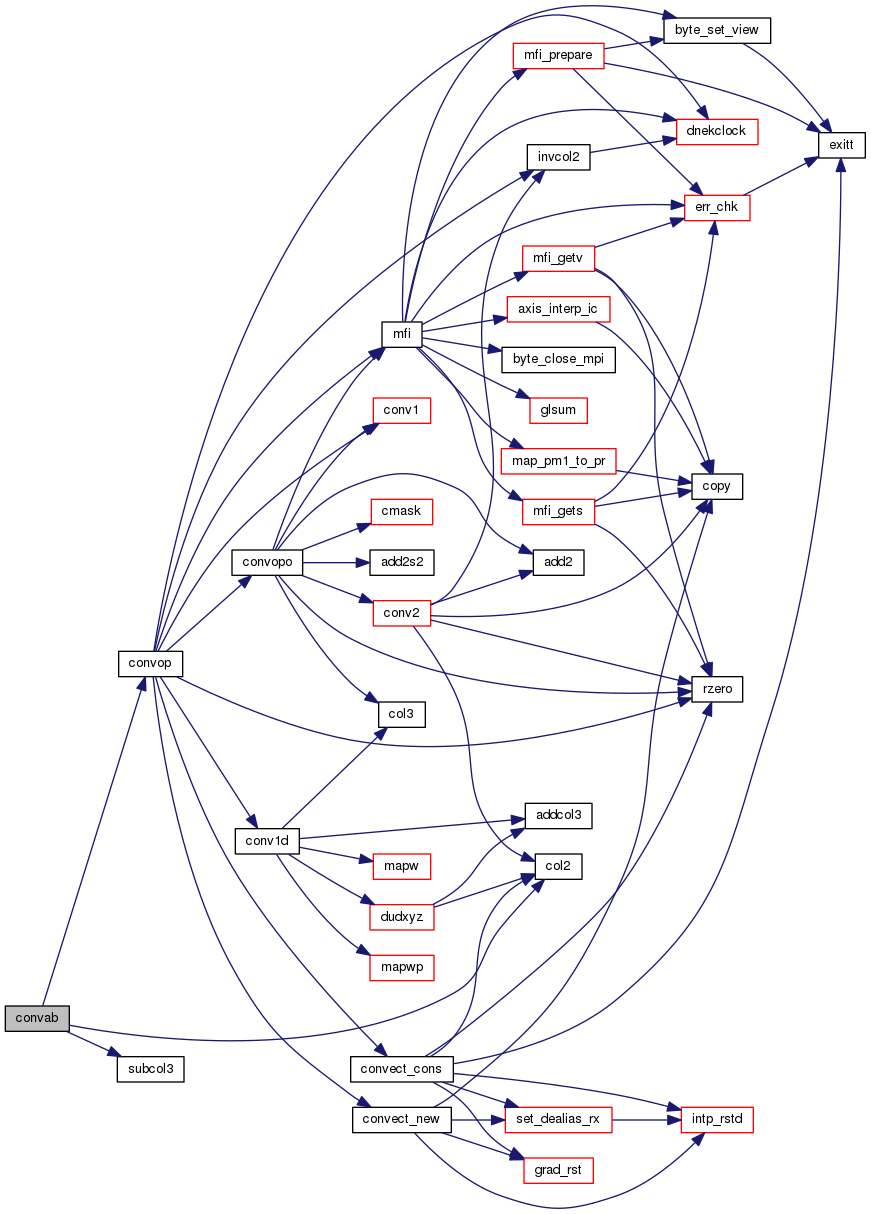 byte_set_view
mfi_prepare
dnekclock
exitt
invcol2
err_chk
mfi_getv
axis_interp_ic
mfi
byte_close_mpi
conv1
glsum
map_pm1_to_pr
copy
cmask
mfi_gets
convopo
add2s2
add2
conv2
convop
rzero
col3
addcol3
conv1d
mapw
col2
dudxyz
mapwp
convab
subcol3
convect_cons
convect_new
set_dealias_rx
intp_rstd
grad_rst